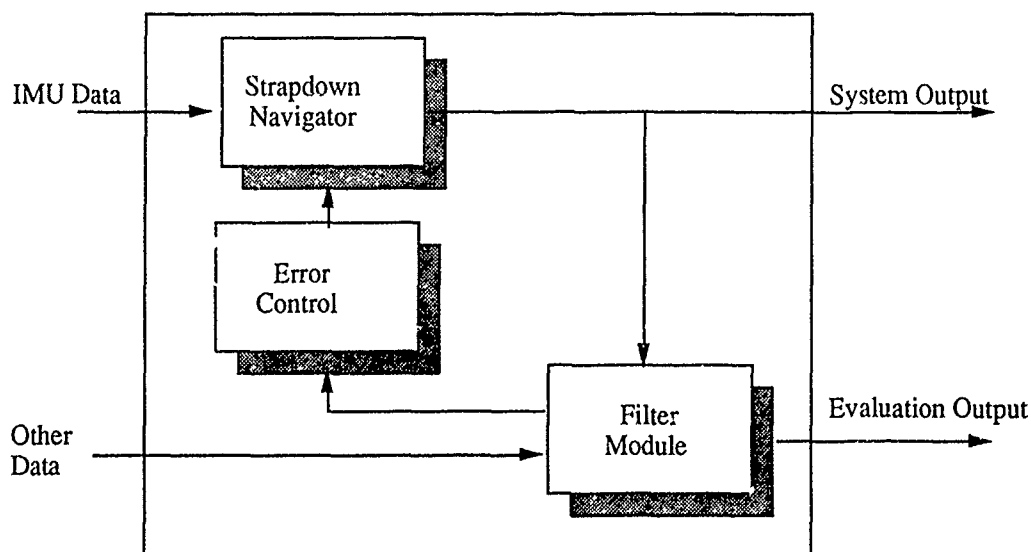 IMU Data
Strapdown
Navigator
System Output
Error
Control
Filter
Module
Evaluation Output
Other
Data